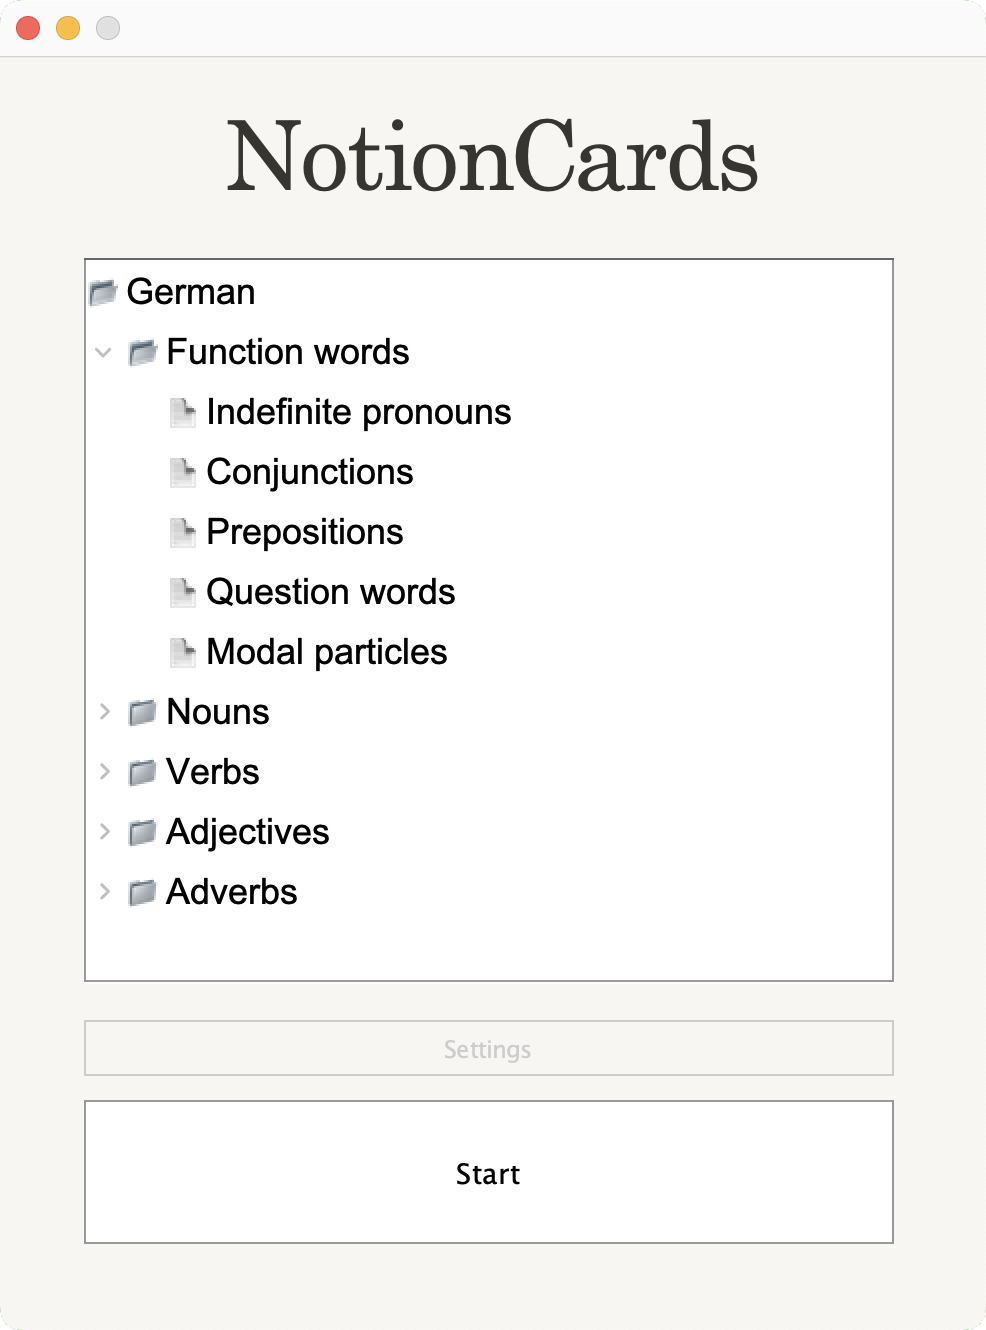 NotionCards
German
Function words
Indefinite pronouns
Conjunctions
Prepositions
Question words
Modal particles
Nouns
Verbs
Adjectives
Adverbs
Settings
Start